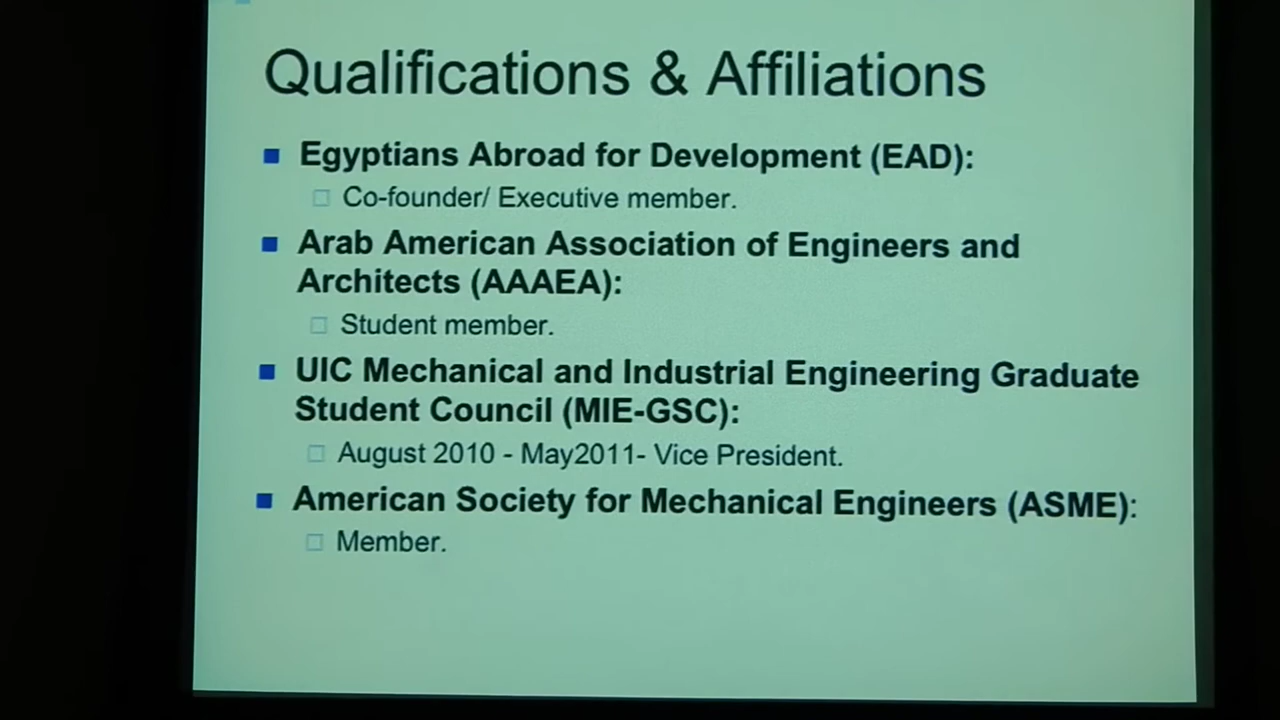 Qualifications & Affiliations
Egyptians Abroad for Development (EAD):
Co-founder/ Executive member.
Arab American Association of Engineers and
Architects (AAAEA):
Student member.
UIC Mechanical and Industrial Engineering Graduate
Student Council (MIE-GSC):
August 2010 - May2011- Vice President.
American Society for Mechanical Engineers (ASME):
Member.